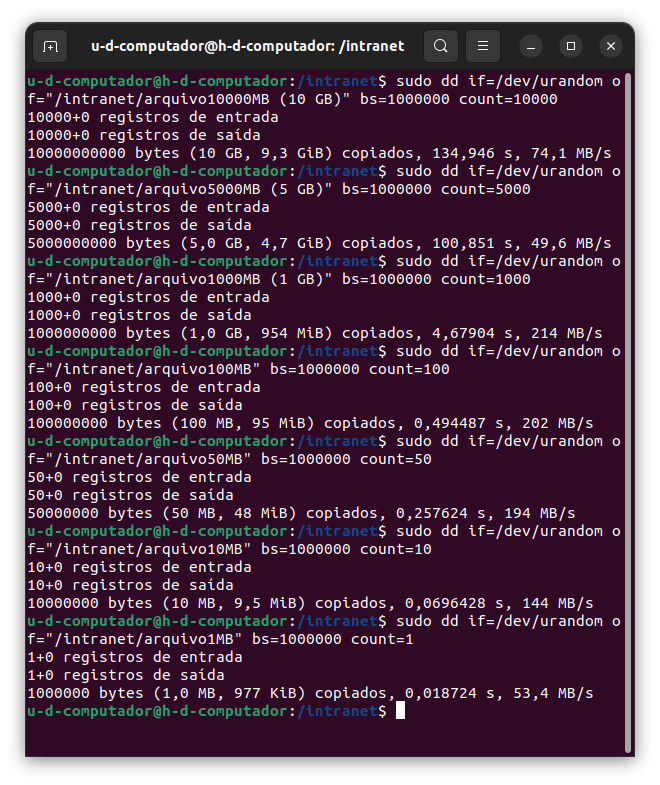 u-d-computador@h-d-computador: /intranet
u-d-computador@h-d-computador:/intranet$ sudo dd if=/dev/urandom o
f="/intranet/arquivo10000MB (10 GB)" bs=1000000 count=10000
10000+0 registros de entrada
10000+0 registros de saída
10000000000 bytes (10 GB, 9,3 GiB) copiados, 134,946 s, 74,1 MB/s
u-d-computador@h-d-computador:/intranet$ sudo dd if=/dev/urandom o
f="/intranet/arquivo5000MB (5 GB)" bs=1000000 count=5000
5000+0 registros de entrada
5000+0 registros de saída
5000000000 bytes (5,0 GB, 4,7 GiB) copiados, 100,851 s, 49,6 MB/s
u-d-computador@h-d-computador:/intranet$ sudo dd if=/dev/urandom o
f="/intranet/arquivo1000MB (1 GB)" bs=1000000 count=1000
1000+0 registros de entrada
1000+0 registros de saída
1000000000 bytes (1,0 GB, 954 MiB) copiados, 4,67904 s, 214 MB/s
u-d-computador@h-d-computador:/intranet$ sudo dd if=/dev/urandom o
f="/intranet/arquivo100MB" bs=1000000 count=100
100+0 registros de entrada
100+0 registros de saída
100000000 bytes (100 MB, 95 MiB) copiados, 0,494487 s, 202 MB/s
u-d-computador@h-d-computador:/intranet$ sudo dd if=/dev/urandom o
f="/intranet/arquivo50MB" bs=1000000 count=50
50+0 registros de entrada
50+0 registros de saída
50000000 bytes (50 MB, 48 MiB) copiados, 0,257624 s, 194 MB/s
u-d-computador@h-d-computador:/intranet$ sudo dd if=/dev/urandom o
f="/intranet/arquivo10MB" bs=1000000 count=10
10+0 registros de entrada
10+0 registros de saída
10000000 bytes (10 MB, 9,5 MiB) copiados, 0,0696428 s, 144 MB/s
u-d-computador@h-d-computador:/intranet$ sudo dd if=/dev/urandom o
f="/intranet/arquivo1MB" bs=1000000 count=1
1+0 registros de entrada
1+0 registros de saída
1000000 bytes (1,0 MB, 977 KiB) copiados, 0,018724 s, 53,4 MB/s
u-d-computador@h-d-computador:/intranet$